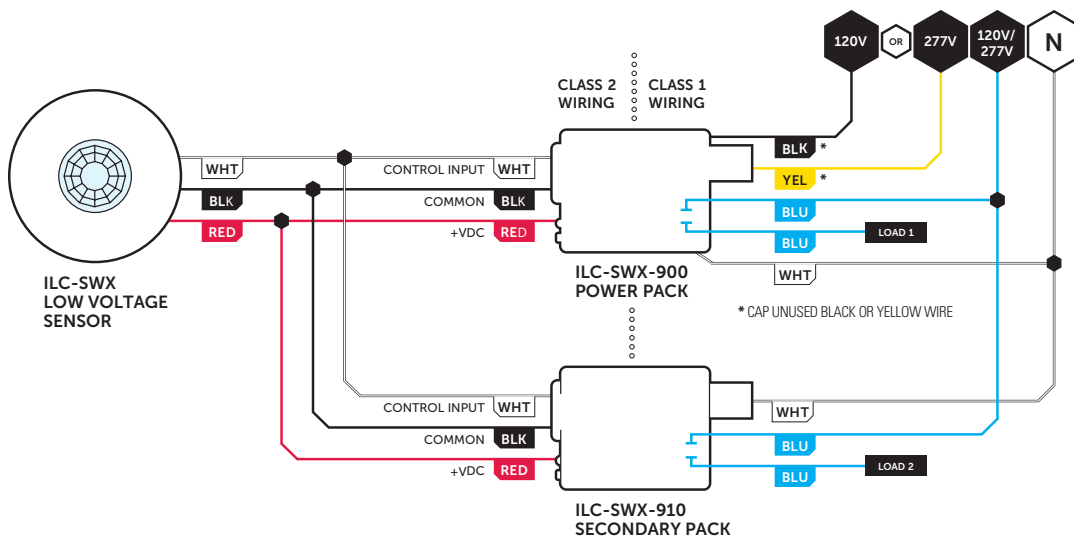 120V
OR
277V
120V/
277V
N
CLASS 2
WIRING
CLASS 1
WIRING
WHT
CONTROL INPUT
WHT
BLK *
BLK
COMMON
BLK
YEL *
RED
+VDC
RED
BLU
BLU
LOAD 1
ILC-SWX
LOW VOLTAGE
SENSOR
ILC-SWX-900
POWER PACK
WHT
* CAP UNUSED BLACK OR YELLOW WIRE
CONTROL INPUT
WHT
WHT
COMMON
BLK
BLU
+VDC
RED
BLU
LOAD 2
ILC-SWX-910
SECONDARY PACK